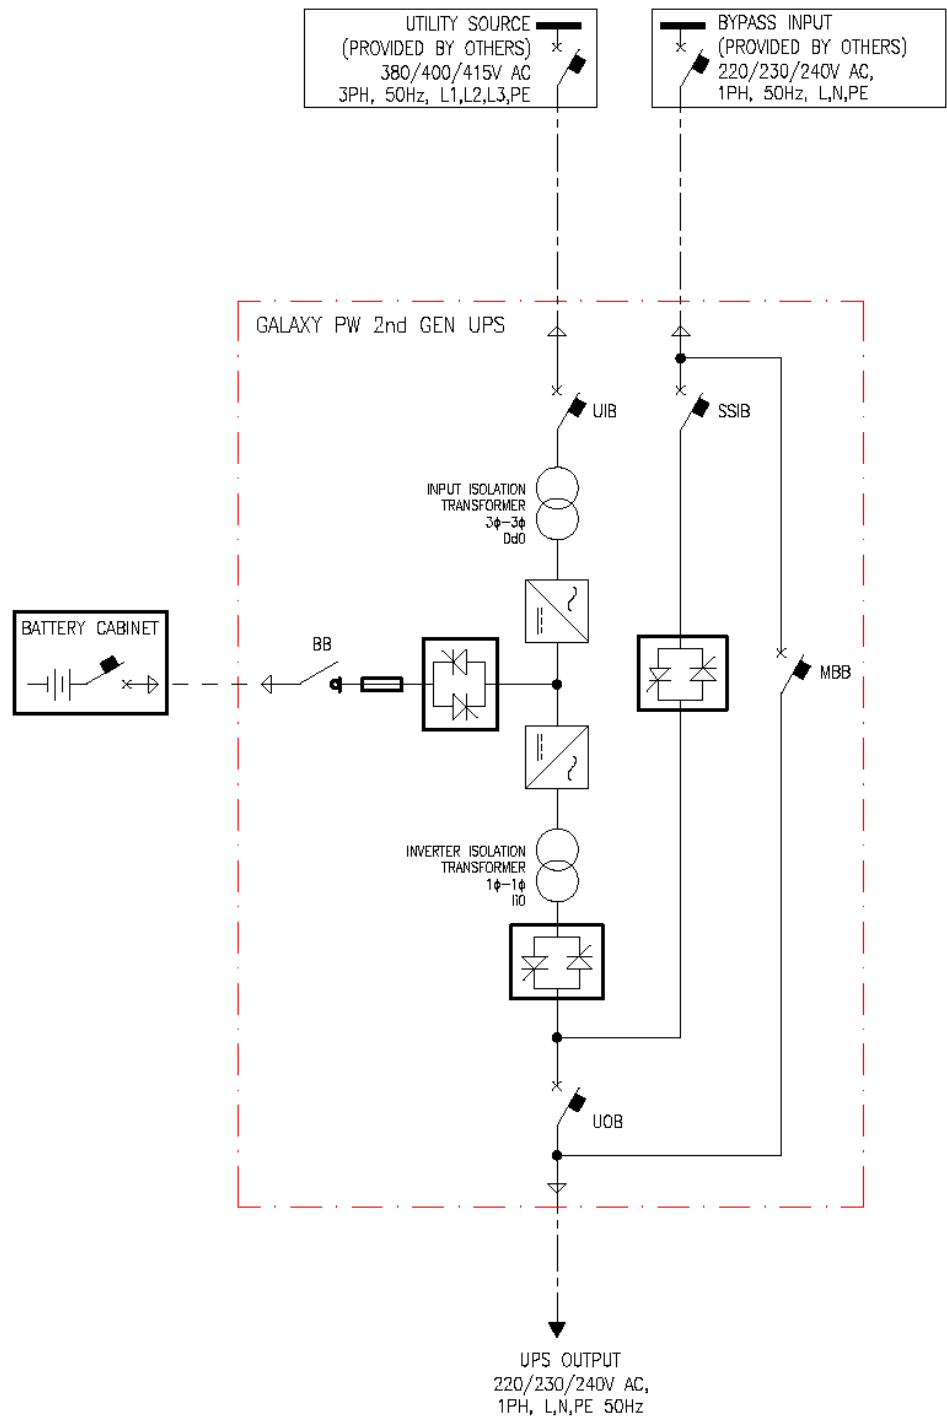 UTILITY SOURCE
(PROVIDED BY OTHERS)
380/400/415V AC
3PH, 50Hz, L1,L2,L3,PE
BYPASS INPUT
(PROVIDED BY OTHERS)
220/230/240V AC,
1PH, 50Hz, L,N,PE
GALAXY PW 2nd GEN UPS
UIB
SSIB
INPUT ISOLATION
TRANSFORMER
3ϕ-3ϕ
Dd0
BATTERY CABINET
BB
MBB
INVERTER ISOLATION
TRANSFORMER
1ϕ-1ϕ
Ii0
UOB
UPS OUTPUT
220/230/240V AC,
1PH, L,N,PE 50Hz